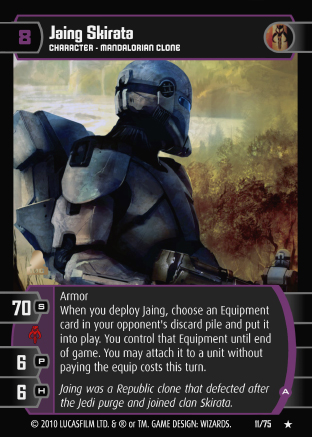 8
Jaing Skirata
CHARACTER - MANDALORIAN CLONE
70 S
Armor
When you deploy Jaing, choose an Equipment
card in your opponent's discard pile and put it
into play. You control that Equipment until end
of game. You may attach it to a unit without
paying the equip costs this turn.
6 P
6 H
Jaing was a Republic clone that defected after
the Jedi purge and joined clan Skirata.
A
© 2010 LUCASFILM LTD. & ® or TM. GAME DESIGN: WIZARDS.
11/75